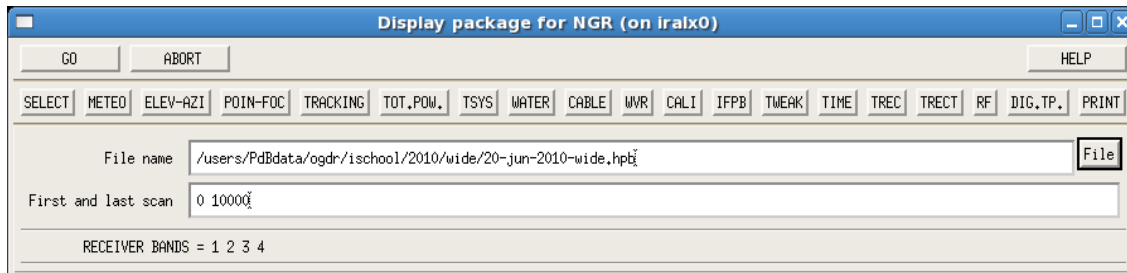 Display package for NGR (on iralx0)
GO ABORT HELP
SELECT METEO ELEV-AZI POIN-FOC TRACKING TOT.POW. TSYS WATER CABLE WVR CALI IFPB TWEAK TIME TREC TRECT RF DIG.TP. PRINT
File name /users/PdBdata/ogdr/ischool/2010/wide/20-jun-2010-wide.hpb File
First and last scan 0 10000
RECEIVER BANDS = 1 2 3 4